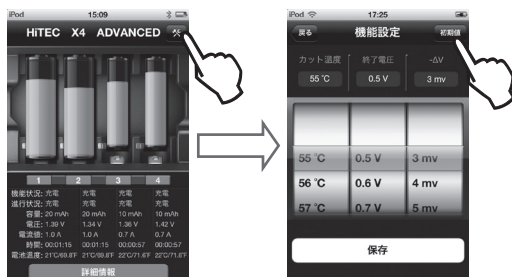 iPod 15:09
HiTEC X4 ADVANCED
1 2 3 4
機能状況: 充電 充電 充電 充電
進行状況: 充電 充電 充電 充電
容量: 20 mAh 20 mAh 10 mAh 10 mAh
電圧: 1.39 V 1.34 V 1.36 V 1.42 V
電流値: 1.0 A 1.0 A 0.7 A 0.7 A
時間: 00:01:15 00:01:15 00:00:57 00:00:57
電池温度: 21℃/69.8℉ 21℃/69.8℉ 22℃/71.6℉ 22℃/71.6℉
詳細情報
iPod 17:25
戻る 機能設定 初期値
カット温度 終了電圧 -ΔV
55 ℃ 0.5 V 3 mv
55 ℃ 0.5 V 3 mv
56 ℃ 0.6 V 4 mv
57 ℃ 0.7 V 5 mv
保存